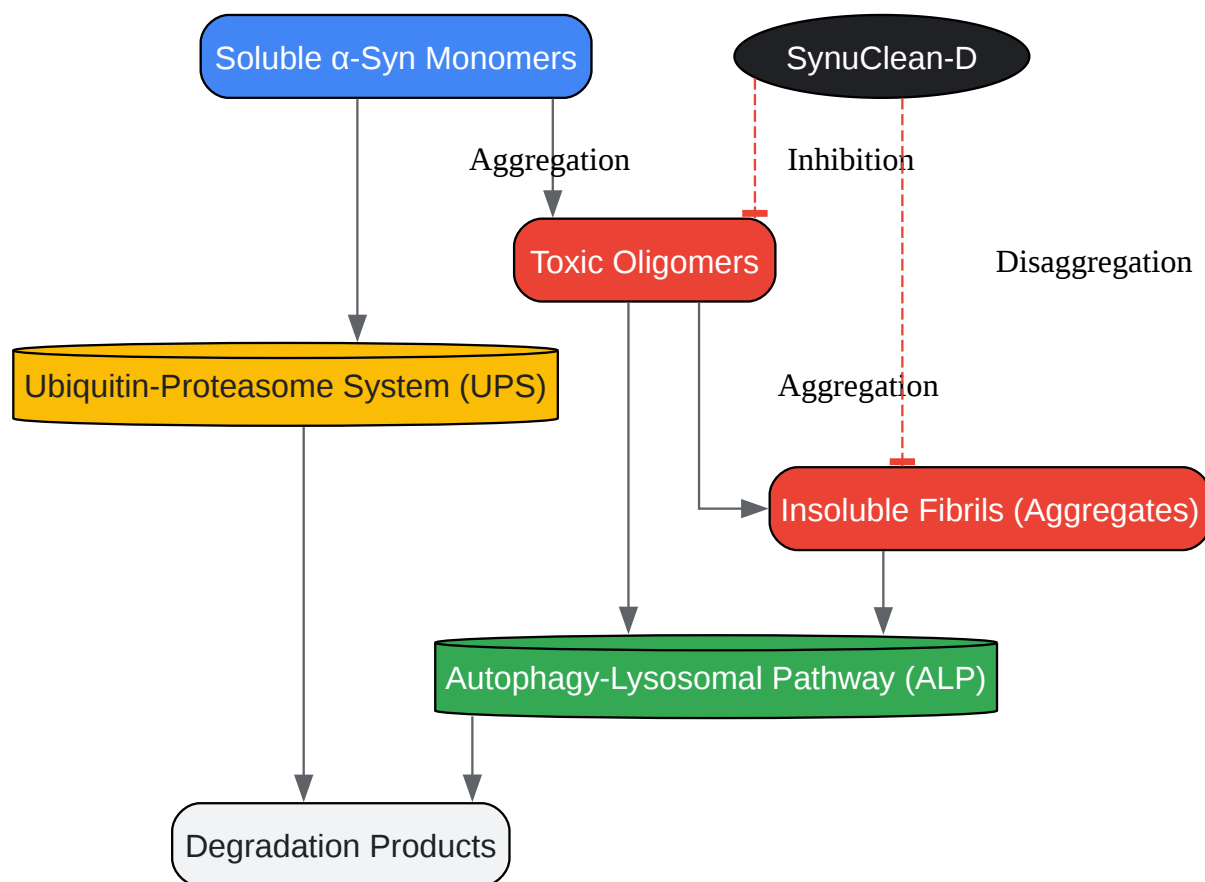 Soluble α-Syn Monomers
SynuClean-D
Aggregation
Inhibition
Toxic Oligomers
Disaggregation
Ubiquitin-Proteasome System (UPS)
Aggregation
Insoluble Fibrils (Aggregates)
Autophagy-Lysosomal Pathway (ALP)
Degradation Products